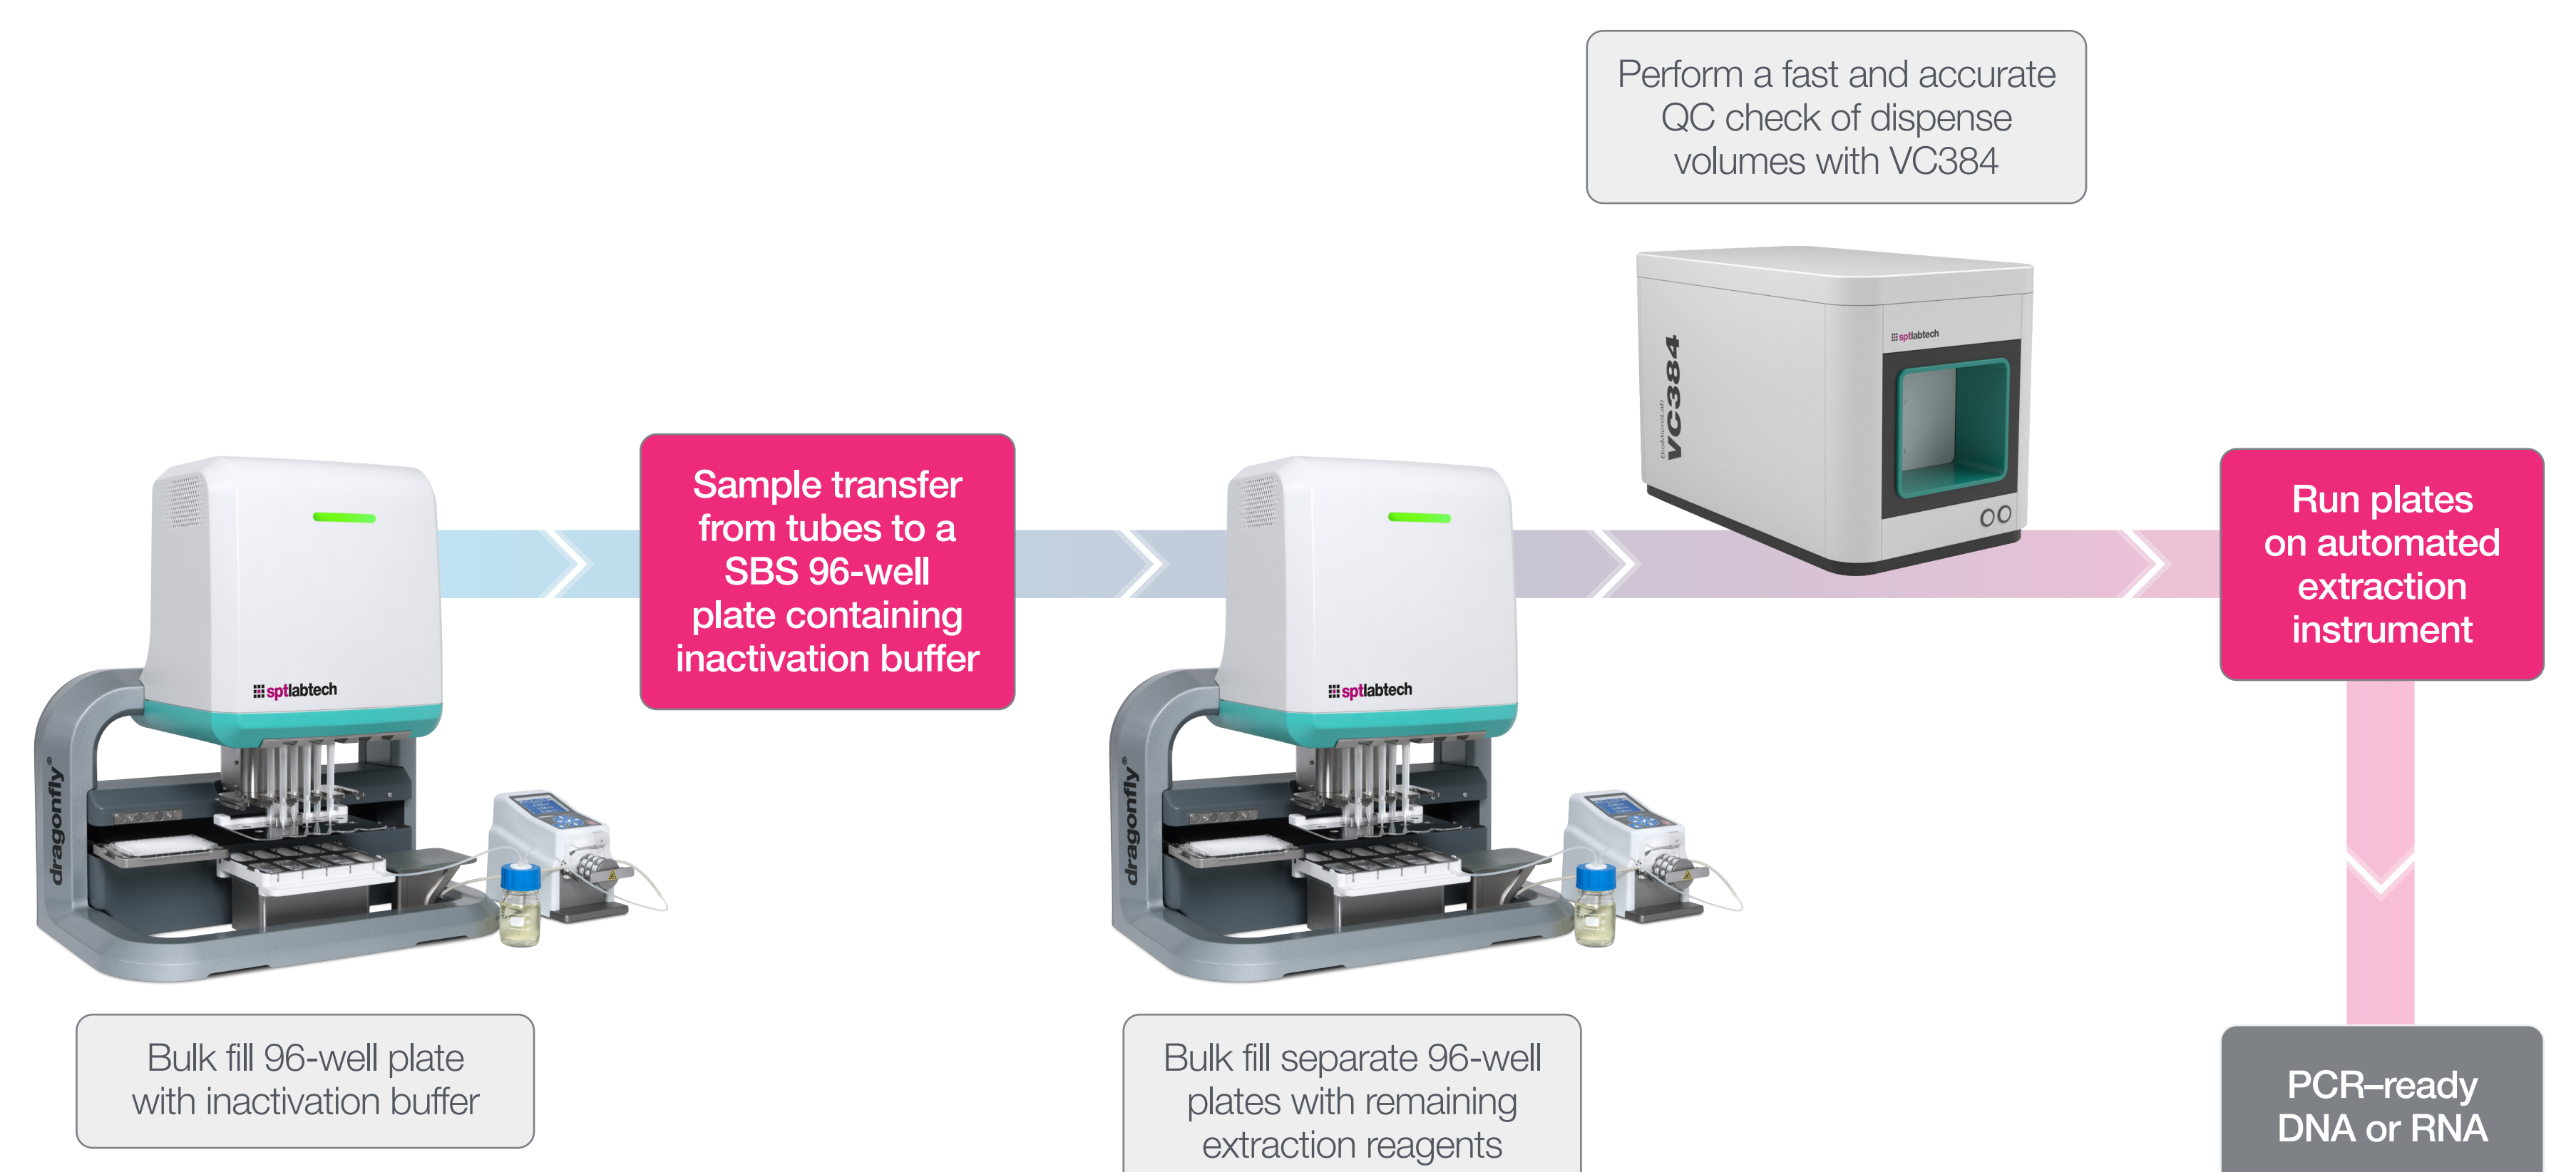 Perform a fast and accurate
QC check of dispense
volumes with VC384
sptlabtech
BioMicroLab
VC384
Sample transfer
from tubes to a
SBS 96-well
plate containing
inactivation buffer
Run plates
on automated
extraction
instrument
sptlabtech
dragonfly®
sptlabtech
dragonfly®
Bulk fill 96-well plate
with inactivation buffer
Bulk fill separate 96-well
plates with remaining
extraction reagents
PCR–ready
DNA or RNA